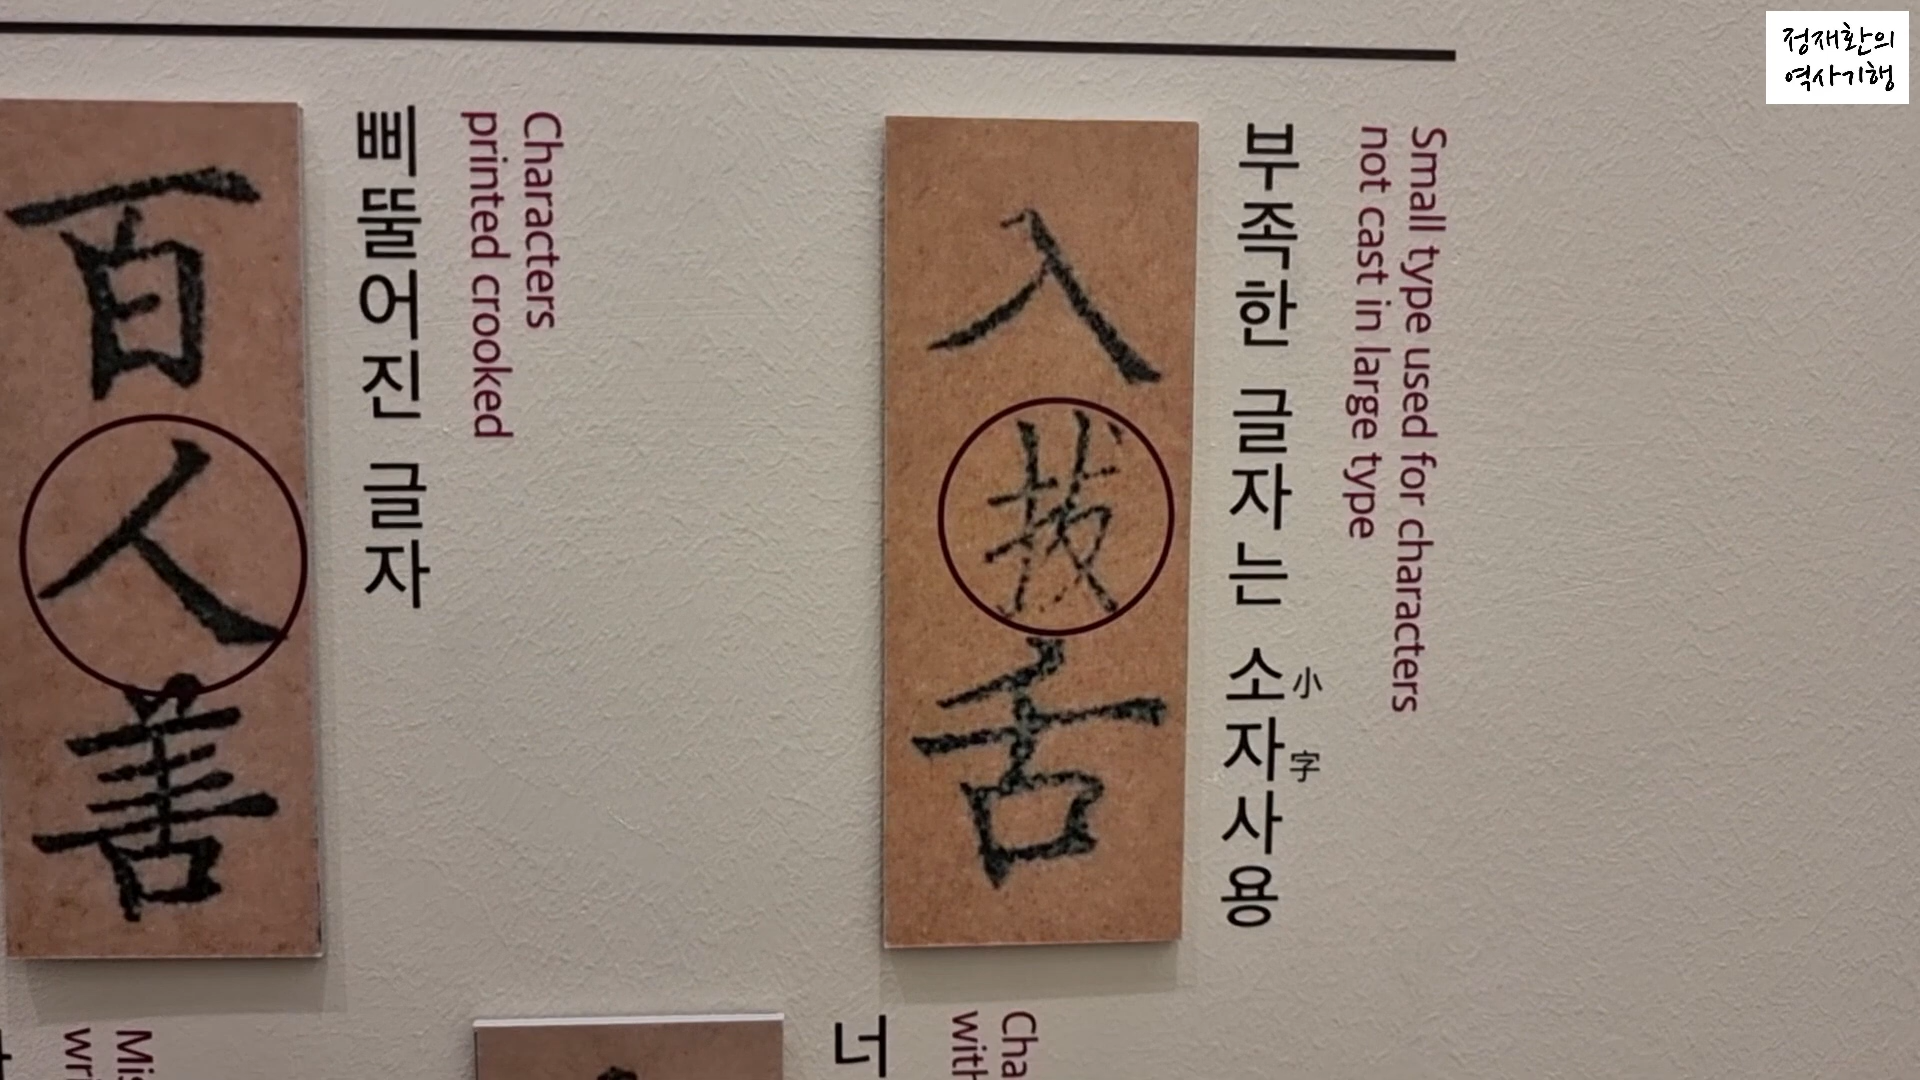 정재환의
역사기행
Small type used for characters
not cast in large type
부족한 글자는 소자사용
小字
入拔舌
Characters
printed crooked
삐뚤어진 글자
百人善
너